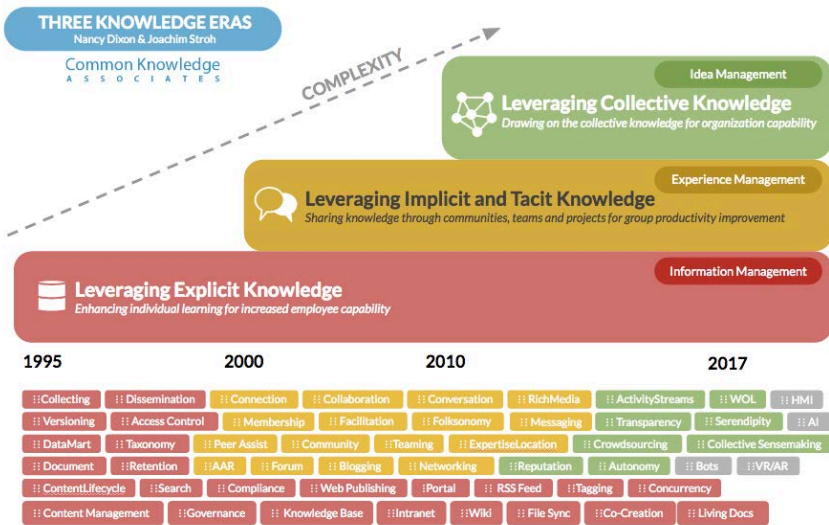 THREE KNOWLEDGE ERAS
Nancy Dixon & Joachim Stroh
Common Knowledge
ASSOCIATES
COMPLEXITY
Idea Management
Leveraging Collective Knowledge
Drawing on the collective knowledge for organization capability
Experience Management
Leveraging Implicit and Tacit Knowledge
Sharing knowledge through communities, teams and projects for group productivity improvement
Information Management
Leveraging Explicit Knowledge
Enhancing individual learning for increased employee capability
1995 2000 2010 2017
Collecting Dissemination Connection Collaboration Conversation RichMedia ActivityStreams WOL HMI
Versioning Access Control Membership Facilitation Folksonomy Messaging Transparency Serendipity AI
DataMart Taxonomy Peer Assist Community Teaming ExpertiseLocation Crowdsourcing Collective Sensemaking
Document Retention AAR Forum Blogging Networking Reputation Autonomy Bots VR/AR
ContentLifecycle Search Compliance Web Publishing Portal RSS Feed Tagging Concurrency
Content Management Governance Knowledge Base Intranet Wiki File Sync Co-Creation Living Docs